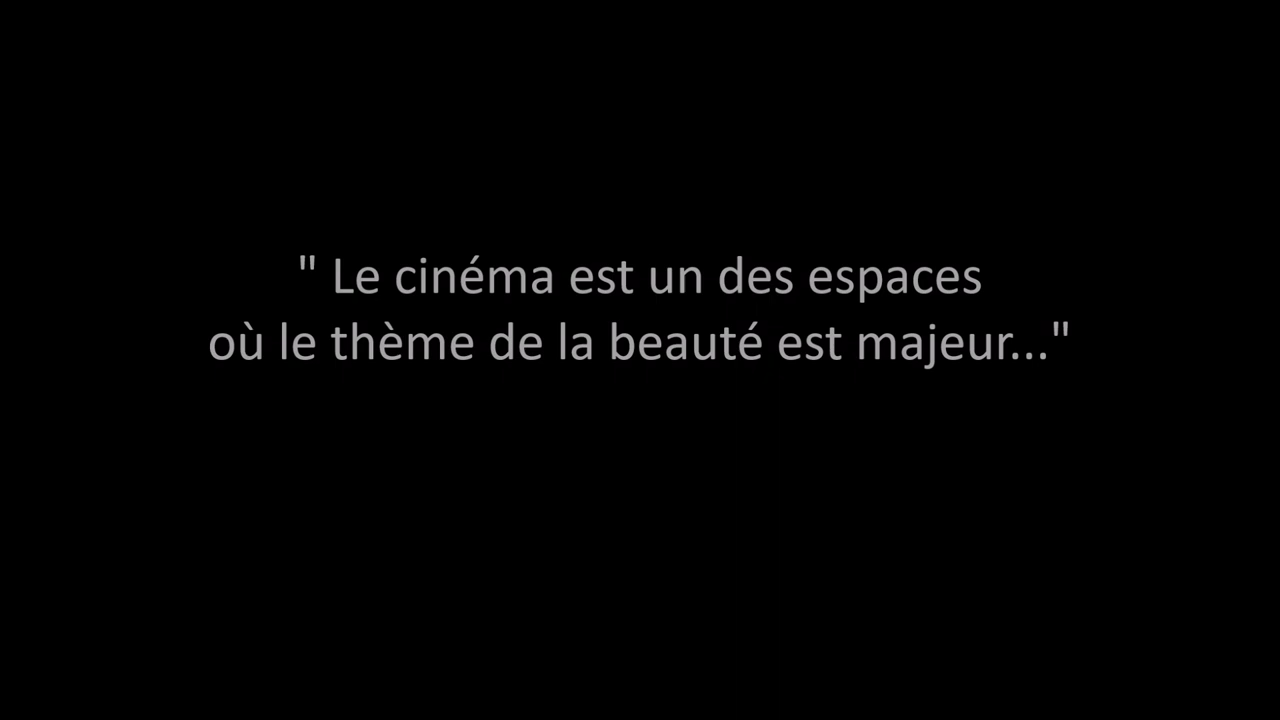 " Le cinéma est un des espaces
où le thème de la beauté est majeur..."